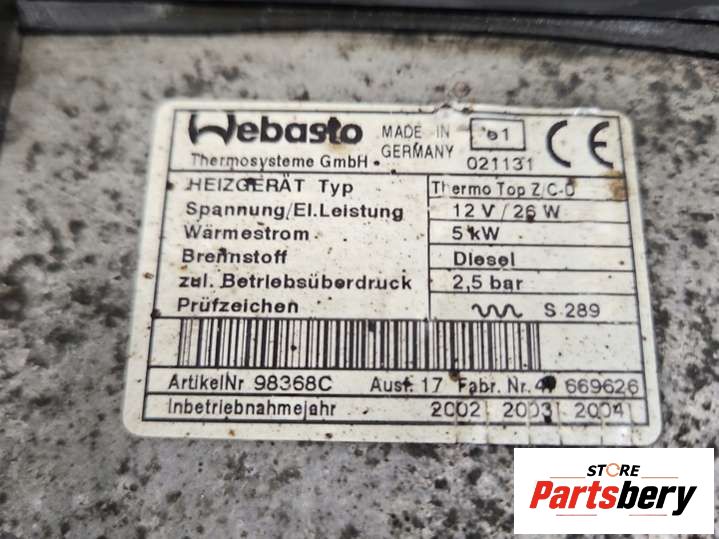 Webasto
Thermosysteme GmbH
MADE IN
GERMANY
e1
021131
CE
HEIZGERÄT Typ Thermo Top Z/C-D
Spannung/El.Leistung 12 V / 26 W
Wärmestrom 5 kW
Brennstoff Diesel
zul. Betriebsüberdruck 2,5 bar
Prüfzeichen S 289
ArtikelNr 98368C Ausf. 17 Fabr. Nr. 669626
Inbetriebnahmejahr 2002 2003 2004
STORE
Partsbery